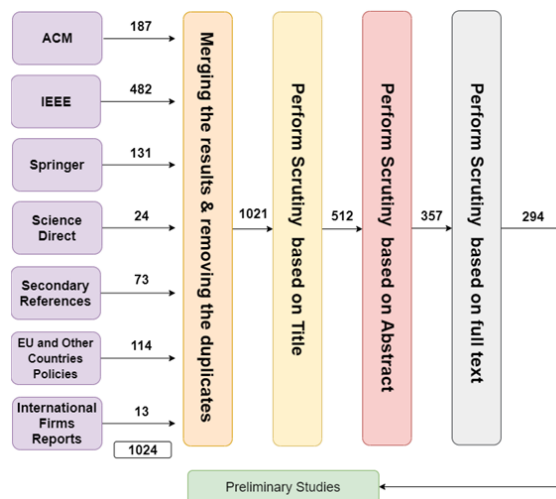 ACM
187
IEEE
482
Springer
131
Science
Direct
24
Secondary
References
73
EU and Other
Countries
Policies
114
International
Firms
Reports
13
1024
Merging the results & removing the duplicates
1021
Perform Scrutiny based on Title
512
Perform Scrutiny based on Abstract
357
Perform Scrutiny based on full text
294
Preliminary Studies